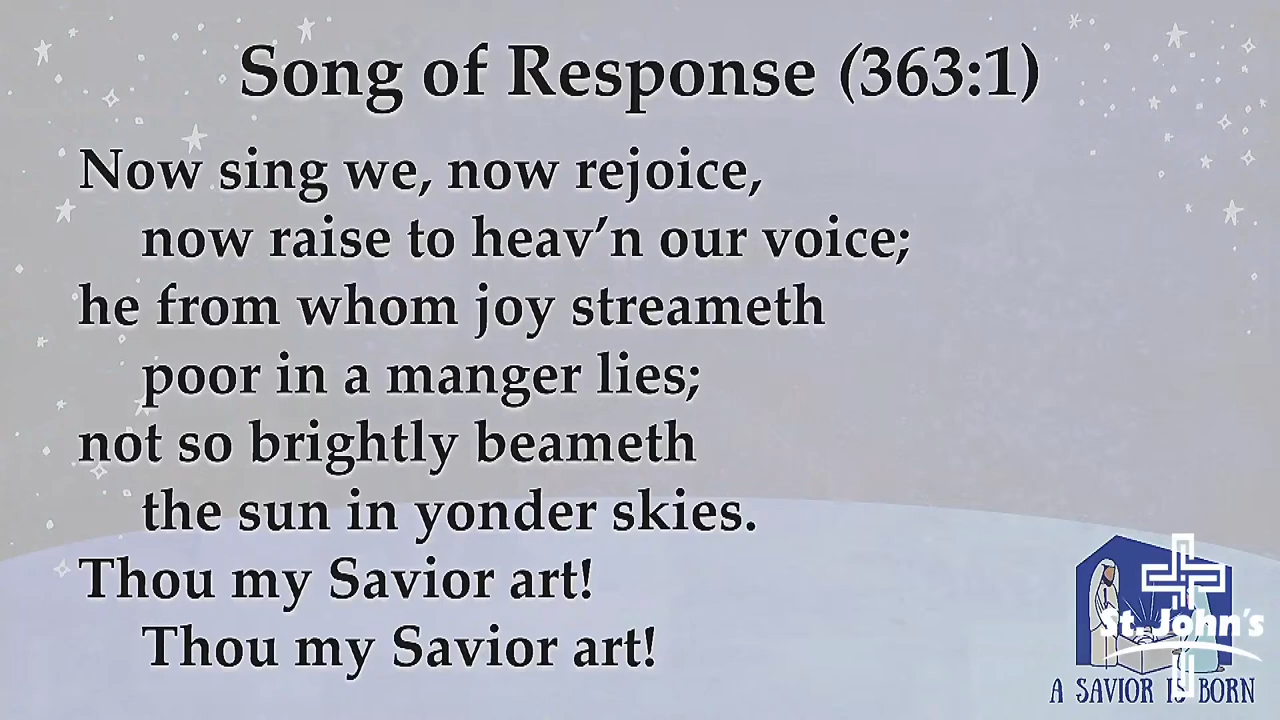 Song of Response (363:1)
Now sing we, now rejoice,
now raise to heav’n our voice;
he from whom joy streameth
poor in a manger lies;
not so brightly beameth
the sun in yonder skies.
Thou my Savior art!
Thou my Savior art!
St. John's
A SAVIOR IS BORN